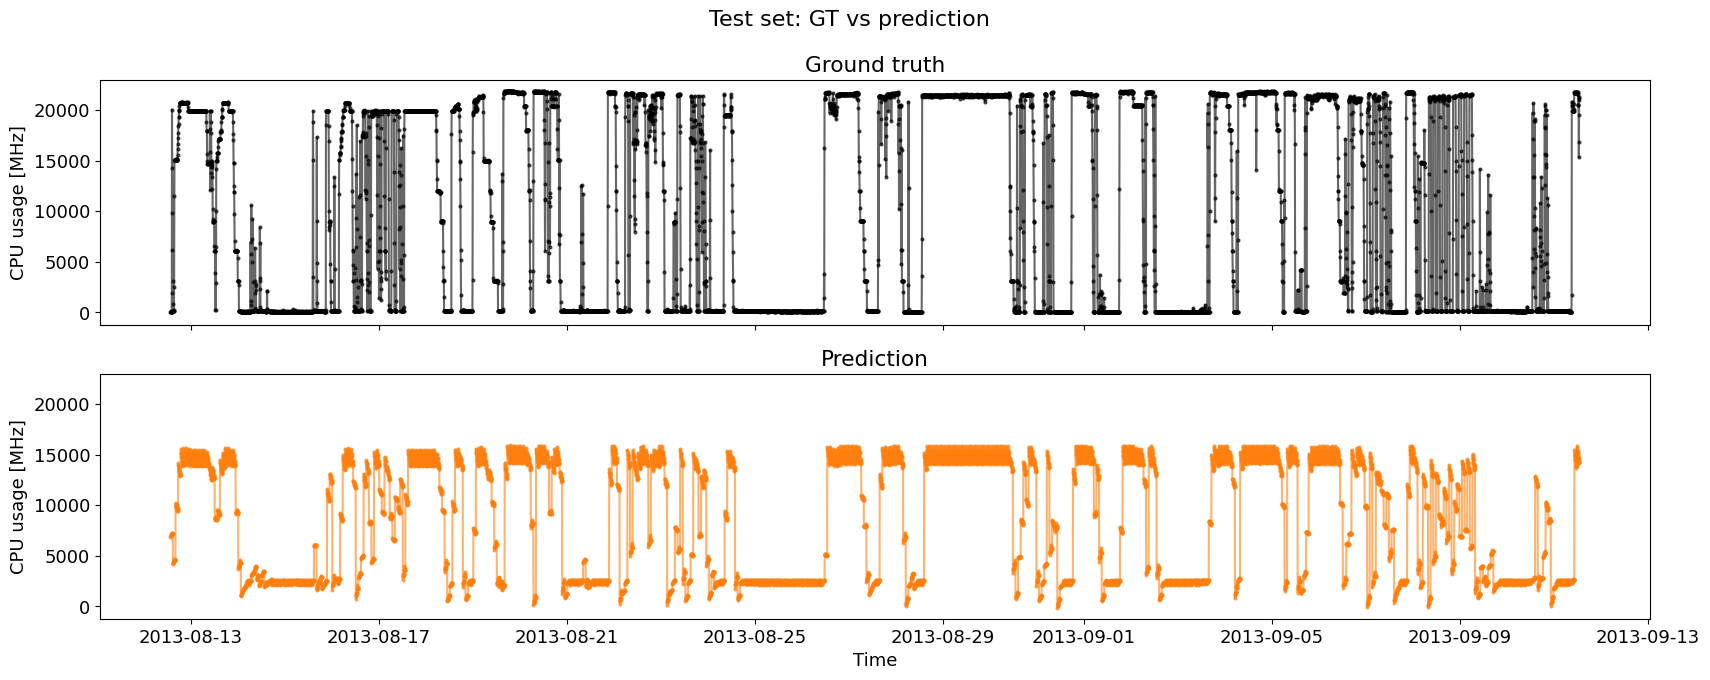 Test set: GT vs prediction
Ground truth
CPU usage [MHz]
20000
15000
10000
5000
0
Prediction
CPU usage [MHz]
20000
15000
10000
5000
0
2013-08-13 2013-08-17 2013-08-21 2013-08-25 2013-08-29 2013-09-01 2013-09-05 2013-09-09 2013-09-13
Time